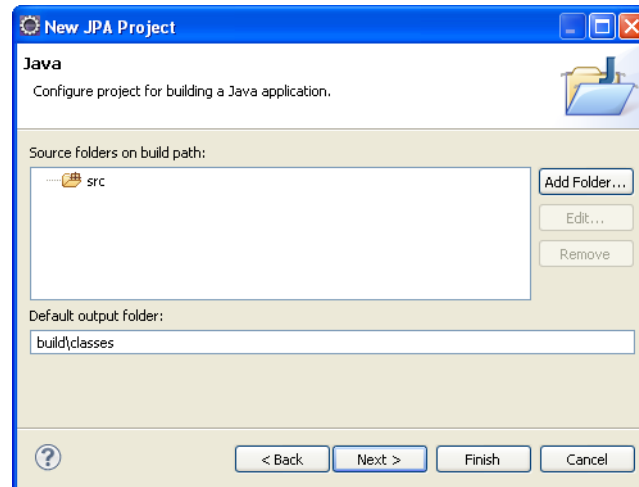 New JPA Project
Java
Configure project for building a Java application.
Source folders on build path:
src
Add Folder...
Edit...
Remove
Default output folder:
build\classes
? < Back Next > Finish Cancel